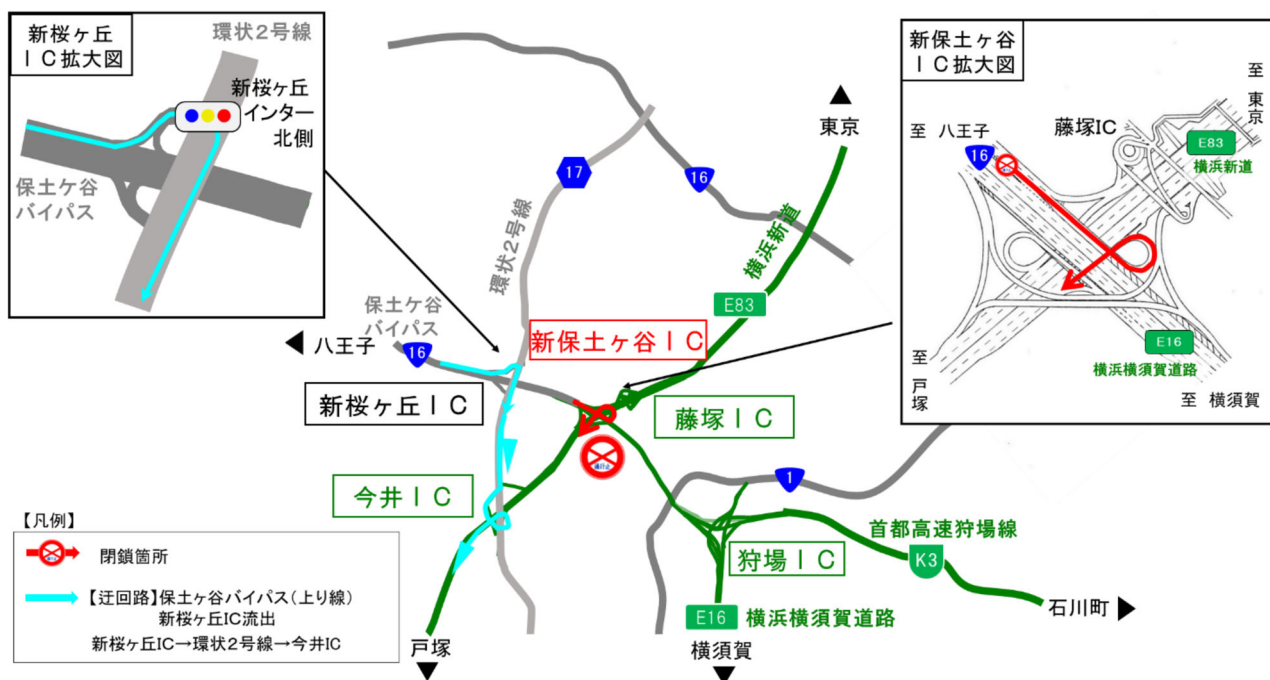 新桜ヶ丘
IC拡大図
環状2号線
新桜ヶ丘
インター
北側
保土ケ谷
バイパス
東京
17
16
環状2号線
横浜新道
E83
保土ケ谷
バイパス
八王子
16
新保土ヶ谷IC
新桜ヶ丘IC
藤塚IC
今井IC
1
首都高速狩場線
K3
狩場IC
石川町
E16
横浜横須賀道路
戸塚
横須賀
新保土ヶ谷
IC拡大図
至
東京
至 八王子
藤塚IC
E83
横浜新道
16
E16
横浜横須賀道路
至
戸塚
至 横須賀
【凡例】
閉鎖箇所
【迂回路】保土ヶ谷バイパス(上り線)
新桜ヶ丘IC流出
新桜ヶ丘IC→環状2号線→今井IC